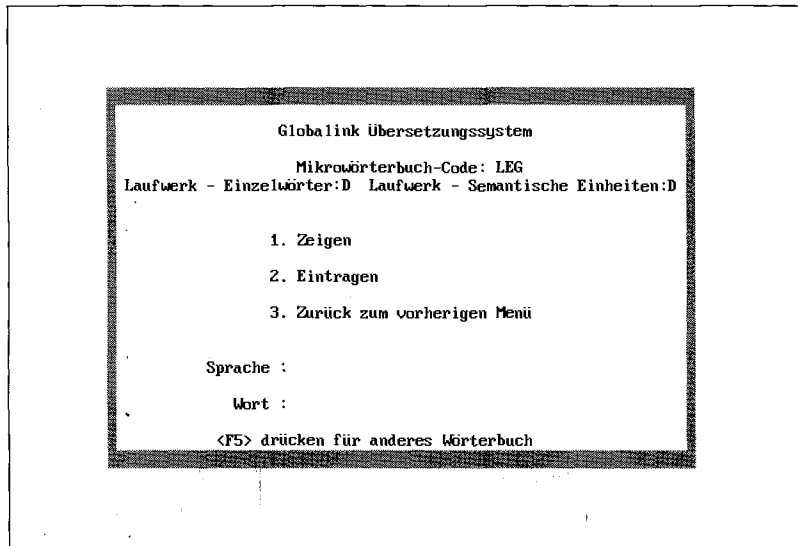 Globalink Übersetzungssystem
Mikrowörterbuch-Code: LEG
Laufwerk - Einzelwörter:D Laufwerk - Semantische Einheiten:D
1. Zeigen
2. Eintragen
3. Zurück zum vorherigen Menü
Sprache :
Wort :
<F5> drücken für anderes Wörterbuch